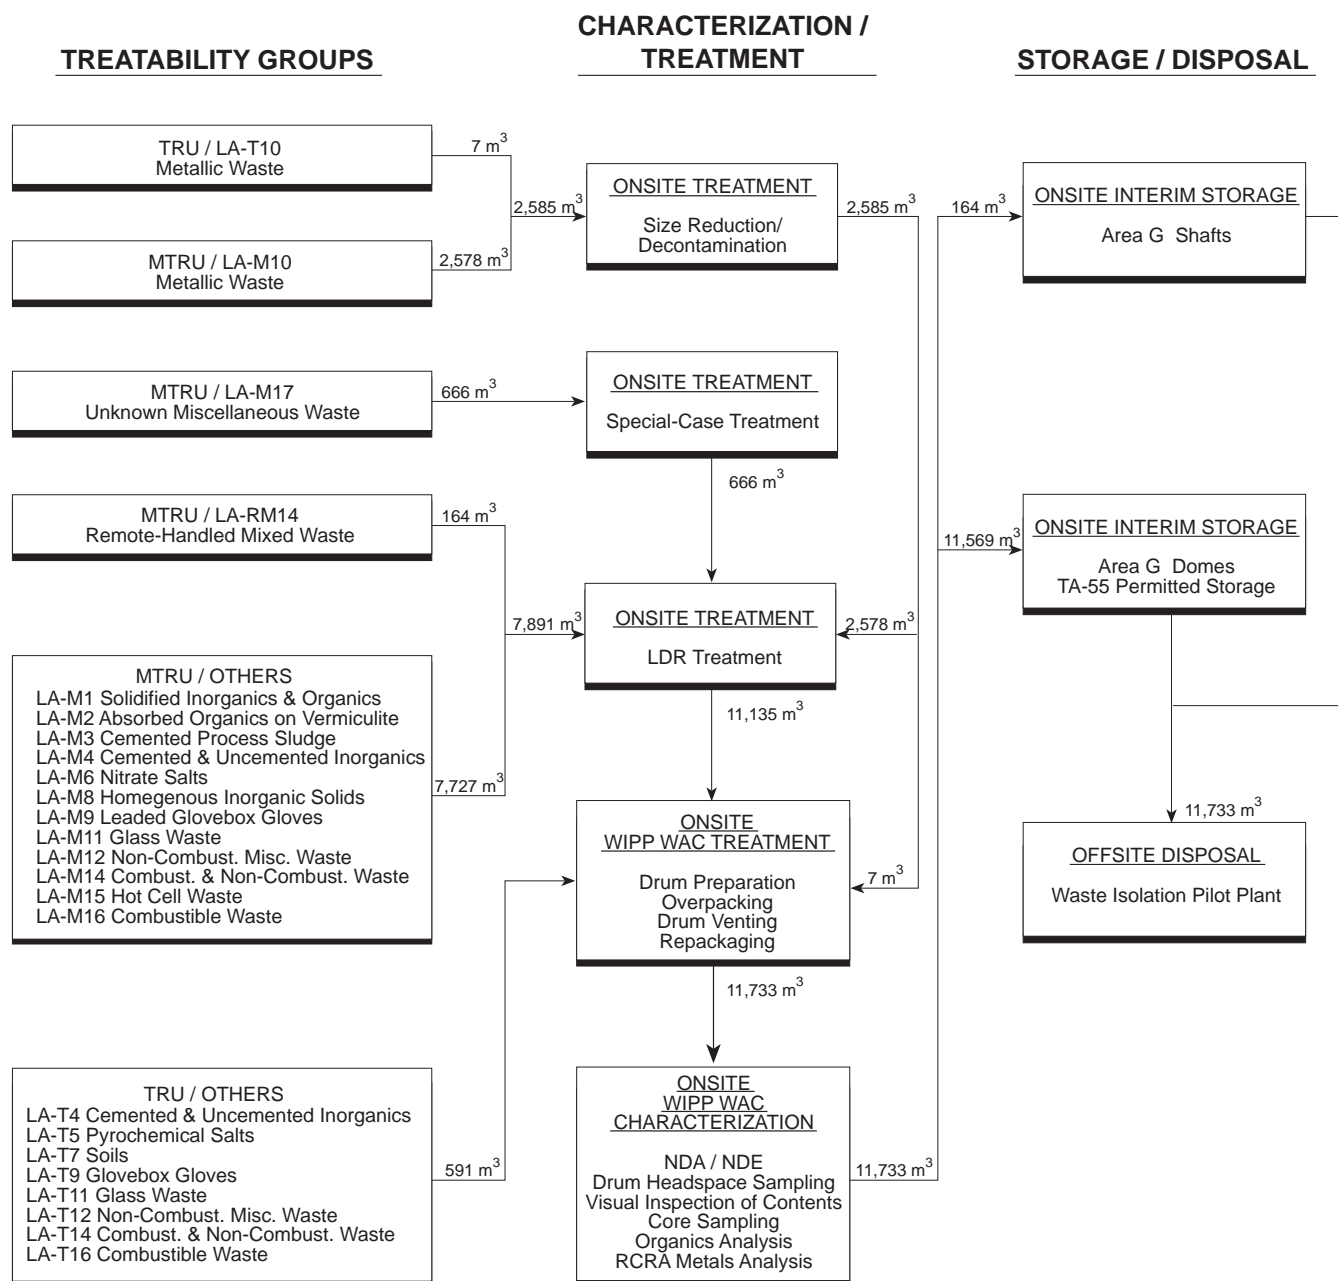 TREATABILITY GROUPS
CHARACTERIZATION /
TREATMENT
STORAGE / DISPOSAL
TRU / LA-T10
Metallic Waste
7 m³
MTRU / LA-M10
Metallic Waste
2,578 m³
2,585 m³
ONSITE TREATMENT
Size Reduction/
Decontamination
2,585 m³
164 m³
ONSITE INTERIM STORAGE
Area G Shafts
MTRU / LA-M17
Unknown Miscellaneous Waste
666 m³
ONSITE TREATMENT
Special-Case Treatment
666 m³
MTRU / LA-RM14
Remote-Handled Mixed Waste
164 m³
7,891 m³
ONSITE TREATMENT
LDR Treatment
2,578 m³
11,135 m³
11,569 m³
ONSITE INTERIM STORAGE
Area G Domes
TA-55 Permitted Storage
MTRU / OTHERS
LA-M1 Solidified Inorganics & Organics
LA-M2 Absorbed Organics on Vermiculite
LA-M3 Cemented Process Sludge
LA-M4 Cemented & Uncemented Inorganics
LA-M6 Nitrate Salts
LA-M8 Homegenous Inorganic Solids
LA-M9 Leaded Glovebox Gloves
LA-M11 Glass Waste
LA-M12 Non-Combust. Misc. Waste
LA-M14 Combust. & Non-Combust. Waste
LA-M15 Hot Cell Waste
LA-M16 Combustible Waste
7,727 m³
ONSITE
WIPP WAC TREATMENT
Drum Preparation
Overpacking
Drum Venting
Repackaging
7 m³
11,733 m³
11,733 m³
OFFSITE DISPOSAL
Waste Isolation Pilot Plant
TRU / OTHERS
LA-T4 Cemented & Uncemented Inorganics
LA-T5 Pyrochemical Salts
LA-T7 Soils
LA-T9 Glovebox Gloves
LA-T11 Glass Waste
LA-T12 Non-Combust. Misc. Waste
LA-T14 Combust. & Non-Combust. Waste
LA-T16 Combustible Waste
591 m³
ONSITE
WIPP WAC
CHARACTERIZATION
NDA / NDE
Drum Headspace Sampling
Visual Inspection of Contents
Core Sampling
Organics Analysis
RCRA Metals Analysis
11,733 m³